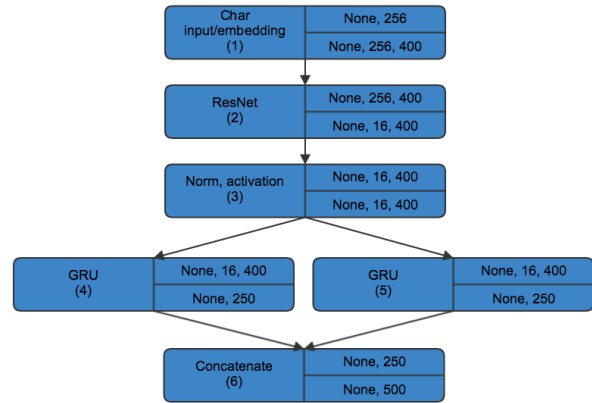 Char
input/embedding
(1)
None, 256
None, 256, 400
ResNet
(2)
None, 256, 400
None, 16, 400
Norm, activation
(3)
None, 16, 400
None, 16, 400
GRU
(4)
None, 16, 400
None, 250
GRU
(5)
None, 16, 400
None, 250
Concatenate
(6)
None, 250
None, 500